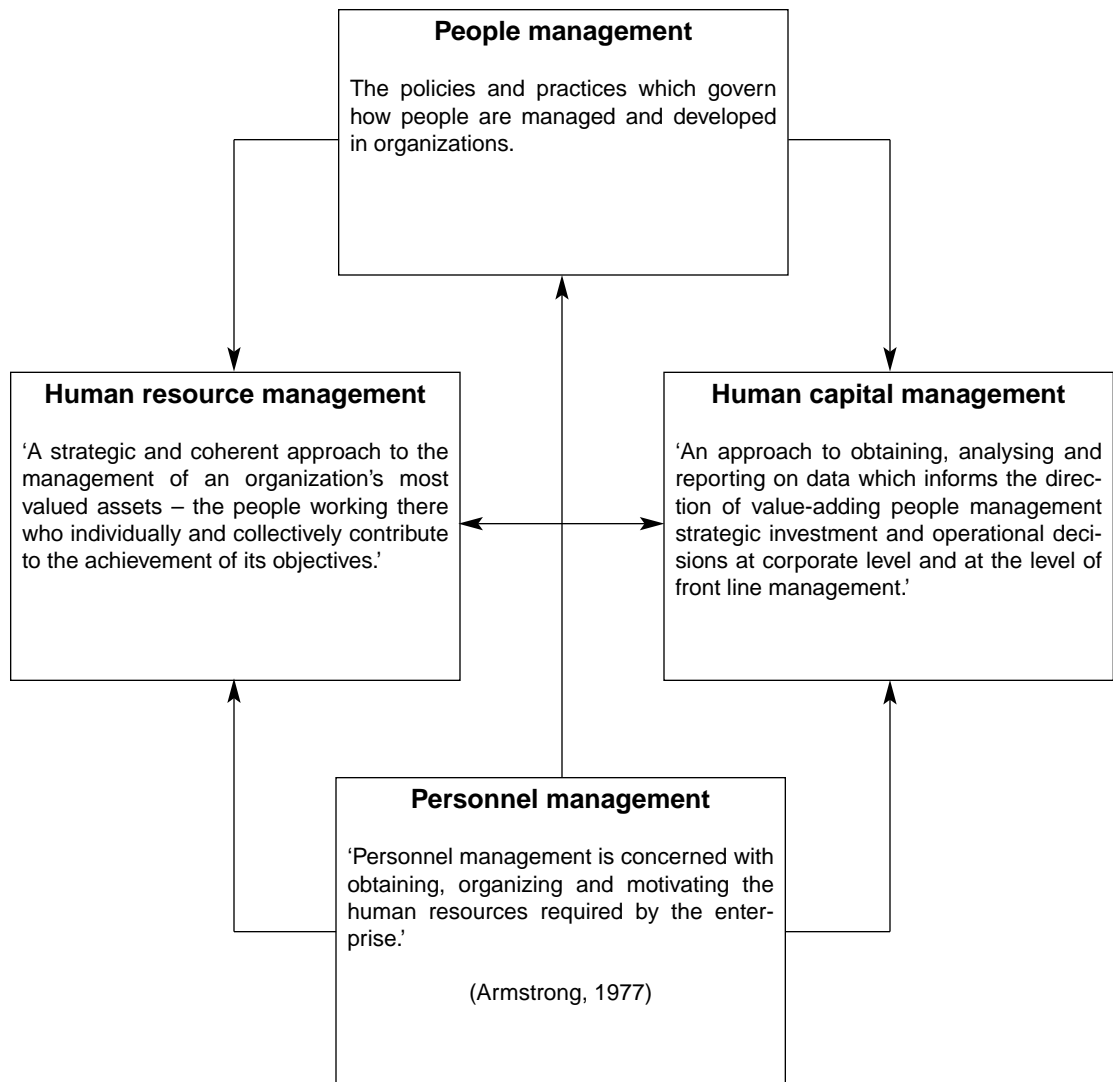 People management
The policies and practices which govern
how people are managed and developed
in organizations.
Human resource management
‘A strategic and coherent approach to the
management of an organization’s most
valued assets – the people working there
who individually and collectively contribute
to the achievement of its objectives.’
Human capital management
‘An approach to obtaining, analysing and
reporting on data which informs the direc-
tion of value-adding people management
strategic investment and operational deci-
sions at corporate level and at the level of
front line management.’
Personnel management
‘Personnel management is concerned with
obtaining, organizing and motivating the
human resources required by the enter-
prise.’
(Armstrong, 1977)